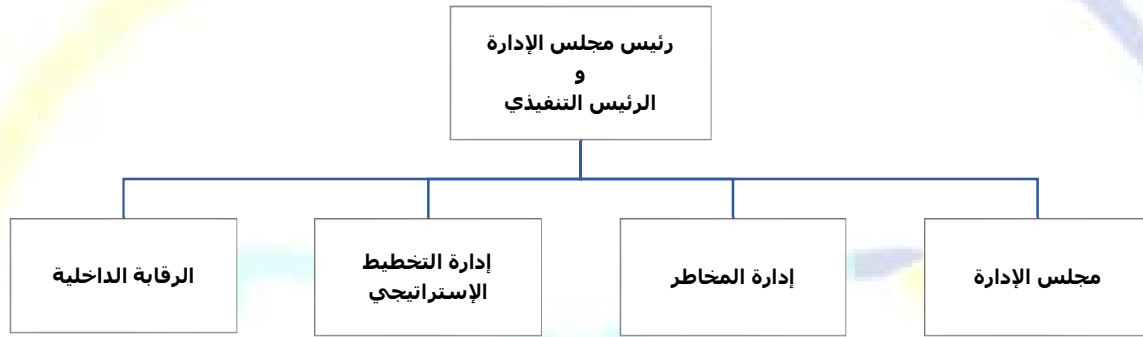 رئيس مجلس الإدارة
و
الرئيس التنفيذي
مجلس الإدارة
إدارة المخاطر
إدارة التخطيط
الإستراتيجي
الرقابة الداخلية